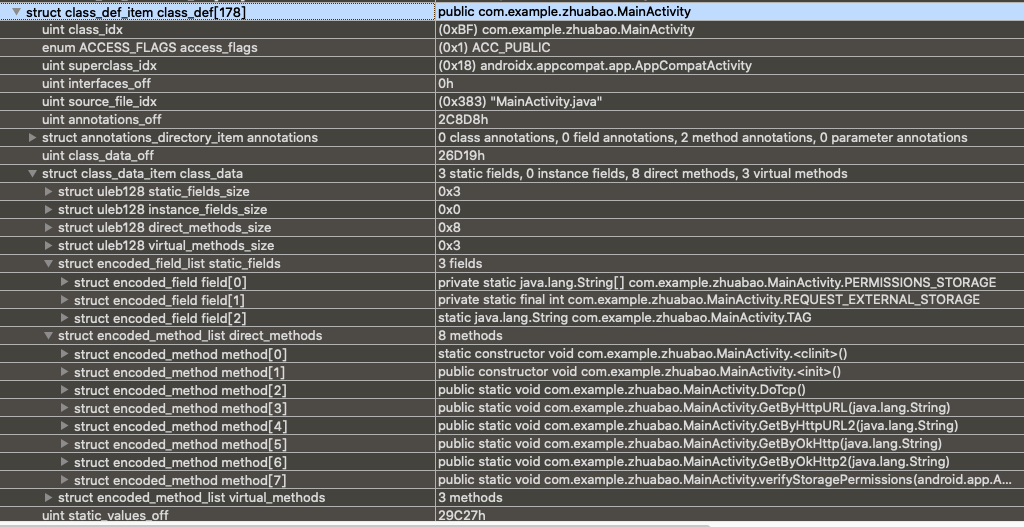 struct class_def_item class_def[178] public com.example.zhuabao.MainActivity
uint class_idx (0xBF) com.example.zhuabao.MainActivity
enum ACCESS_FLAGS access_flags (0x1) ACC_PUBLIC
uint superclass_idx (0x18) androidx.appcompat.app.AppCompatActivity
uint interfaces_off 0h
uint source_file_idx (0x383) "MainActivity.java"
uint annotations_off 2C8D8h
struct annotations_directory_item annotations 0 class annotations, 0 field annotations, 2 method annotations, 0 parameter annotations
uint class_data_off 26D19h
struct class_data_item class_data 3 static fields, 0 instance fields, 8 direct methods, 3 virtual methods
struct uleb128 static_fields_size 0x3
struct uleb128 instance_fields_size 0x0
struct uleb128 direct_methods_size 0x8
struct uleb128 virtual_methods_size 0x3
struct encoded_field_list static_fields 3 fields
struct encoded_field field[0] private static java.lang.String[] com.example.zhuabao.MainActivity.PERMISSIONS_STORAGE
struct encoded_field field[1] private static final int com.example.zhuabao.MainActivity.REQUEST_EXTERNAL_STORAGE
struct encoded_field field[2] static java.lang.String com.example.zhuabao.MainActivity.TAG
struct encoded_method_list direct_methods 8 methods
struct encoded_method method[0] static constructor void com.example.zhuabao.MainActivity.<clinit>()
struct encoded_method method[1] public constructor void com.example.zhuabao.MainActivity.<init>()
struct encoded_method method[2] public static void com.example.zhuabao.MainActivity.DoTcp()
struct encoded_method method[3] public static void com.example.zhuabao.MainActivity.GetByHttpURL(java.lang.String)
struct encoded_method method[4] public static void com.example.zhuabao.MainActivity.GetByHttpURL2(java.lang.String)
struct encoded_method method[5] public static void com.example.zhuabao.MainActivity.GetByOkHttp(java.lang.String)
struct encoded_method method[6] public static void com.example.zhuabao.MainActivity.GetByOkHttp2(java.lang.String)
struct encoded_method method[7] public static void com.example.zhuabao.MainActivity.verifyStoragePermissions(android.app.A...
struct encoded_method_list virtual_methods 3 methods
uint static_values_off 29C27h